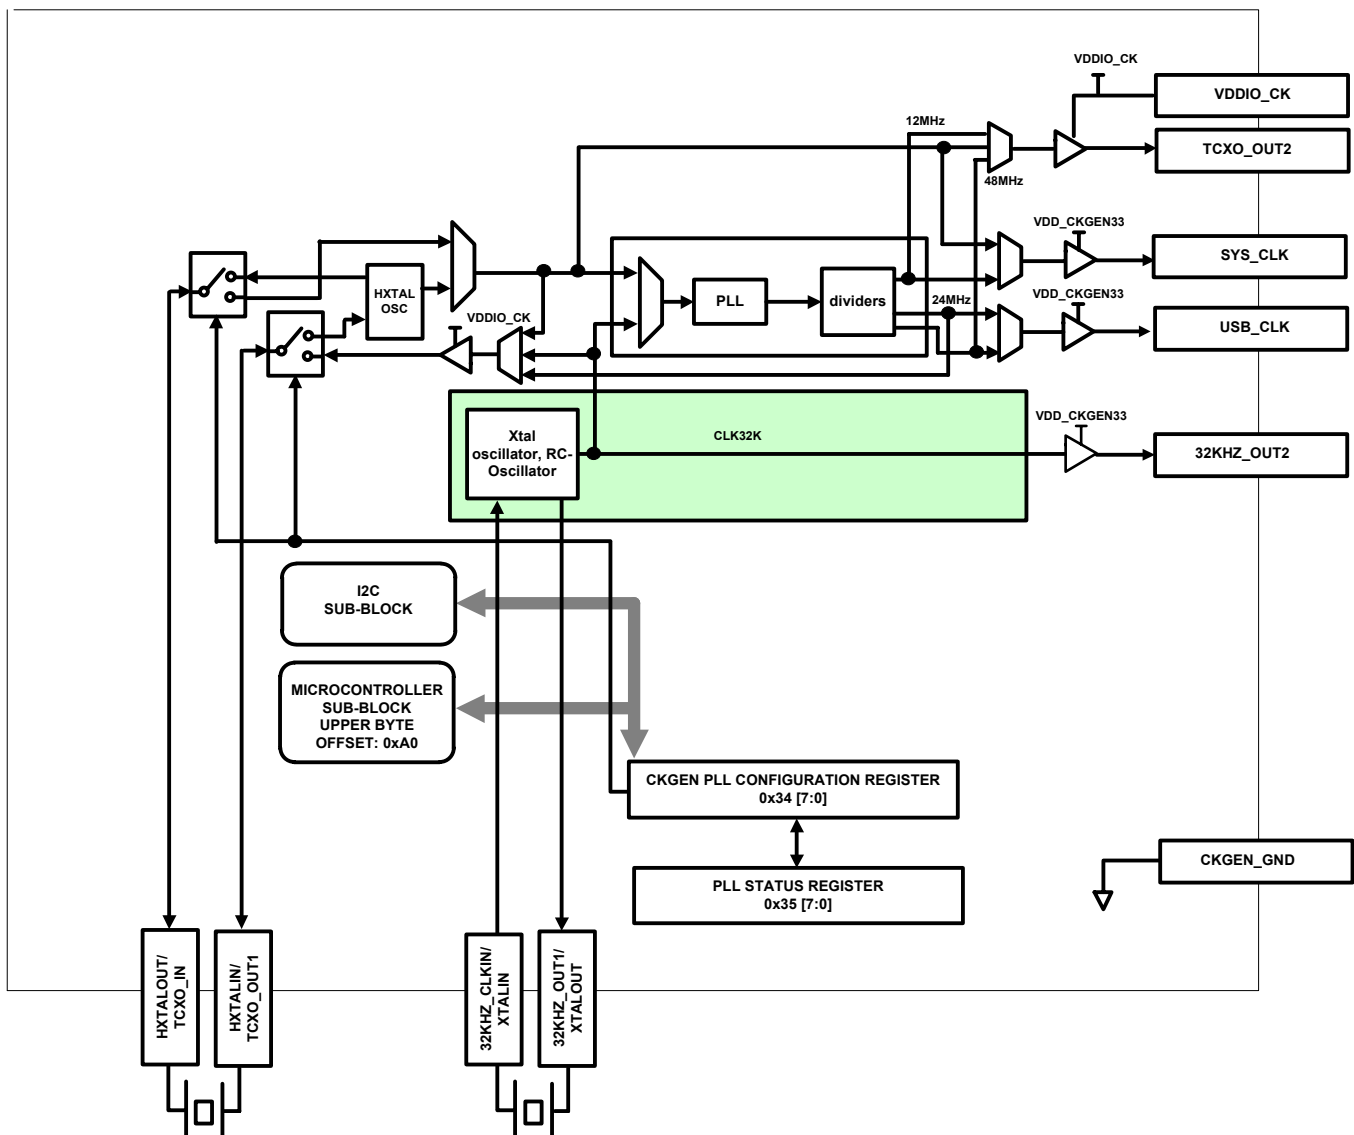 VDDIO_CK
VDDIO_CK
12MHz
TCXO_OUT2
48MHz
VDD_CKGEN33
SYS_CLK
HXTAL
OSC
PLL
dividers
24MHz
VDD_CKGEN33
VDDIO_CK
USB_CLK
Xtal
oscillator, RC-
Oscillator
CLK32K
VDD_CKGEN33
32KHZ_OUT2
I2C
SUB-BLOCK
MICROCONTROLLER
SUB-BLOCK
UPPER BYTE
OFFSET: 0xA0
CKGEN PLL CONFIGURATION REGISTER
0x34 [7:0]
CKGEN_GND
PLL STATUS REGISTER
0x35 [7:0]
HXTALOUT/
TCXO_IN
HXTALIN/
TCXO_OUT1
32KHZ_CLKIN/
XTALIN
32KHZ_OUT1/
XTALOUT